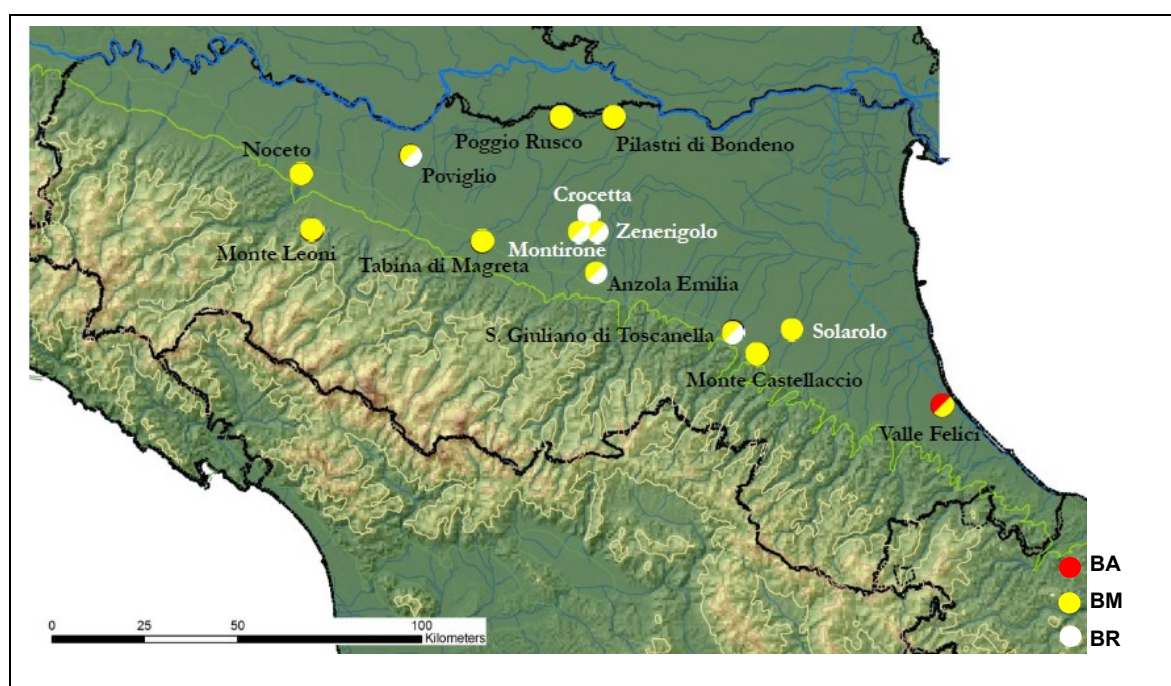 Poggio Rusco
Pilastri di Bondeno
Noceto
Poviglio
Crocetta
Zenerigolo
Montirone
Monte Leoni
Tabina di Magreta
Anzola Emilia
S. Giuliano di Toscanella
Solarolo
Monte Castellaccio
Valle Felici
BA
BM
BR
0 25 50 100
Kilometers